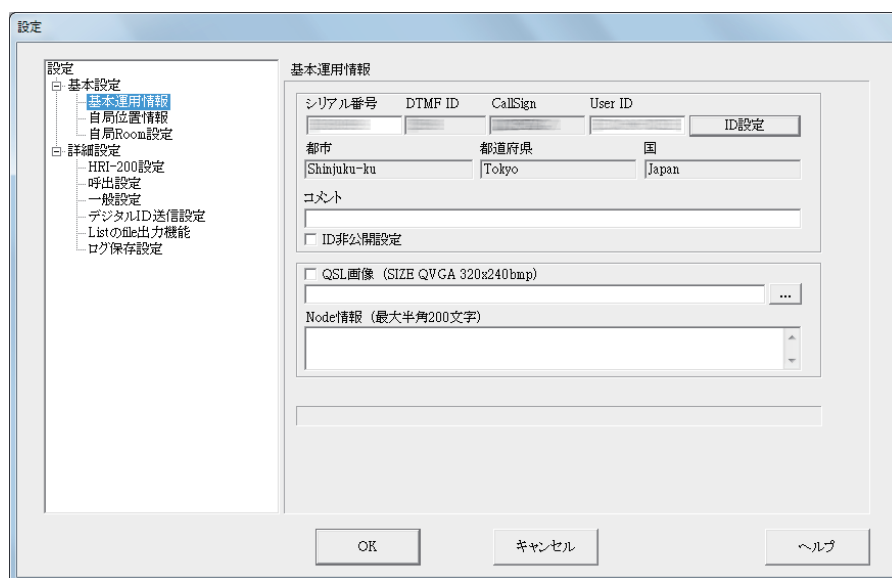 設定
設定
基本設定
基本運用情報
自局位置情報
自局Room設定
詳細設定
HRI-200設定
呼出設定
一般設定
デジタルID送信設定
Listのfile出力機能
ログ保存設定
基本運用情報
シリアル番号 DTMF ID CallSign User ID
ID設定
都市 都道府県 国
Shinjuku-ku Tokyo Japan
コメント
ID非公開設定
QSL画像 (SIZE QVGA 320x240bmp)
...
Node情報 (最大半角200文字)
OK キャンセル ヘルプ